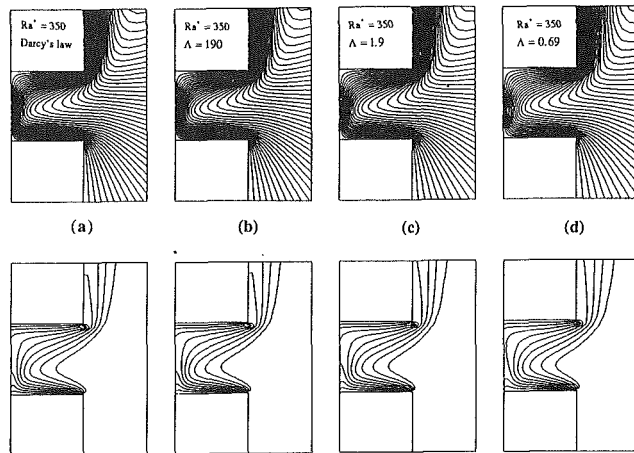 Ra* = 350
Darcy's law
Ra* = 350
Λ = 190
Ra* = 350
Λ = 1.9
Ra* = 350
Λ = 0.69
(a)
(b)
(c)
(d)